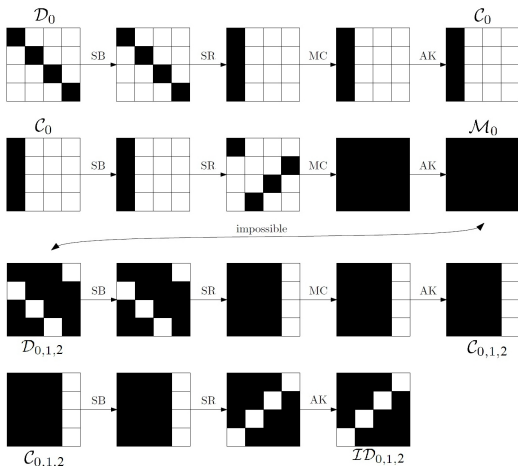 𝒟₀ 𝒞₀
SB SR MC AK
𝒞₀ ℳ₀
SB SR MC AK
impossible
SB SR MC AK
𝒟₀,₁,₂ 𝒞₀,₁,₂
SB SR AK
𝒞₀,₁,₂ ℐ𝒟₀,₁,₂